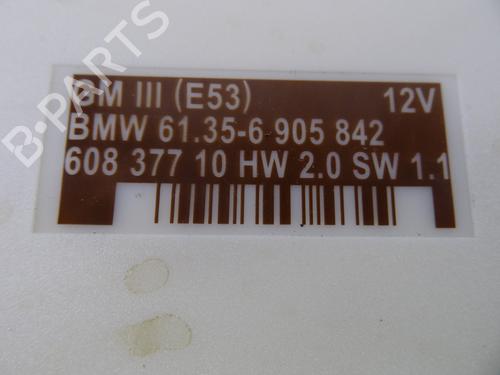 GM III (E53) 12V
BMW 61.35-6 905 842
608 377 10 HW 2.0 SW 1.1
B-PARTS